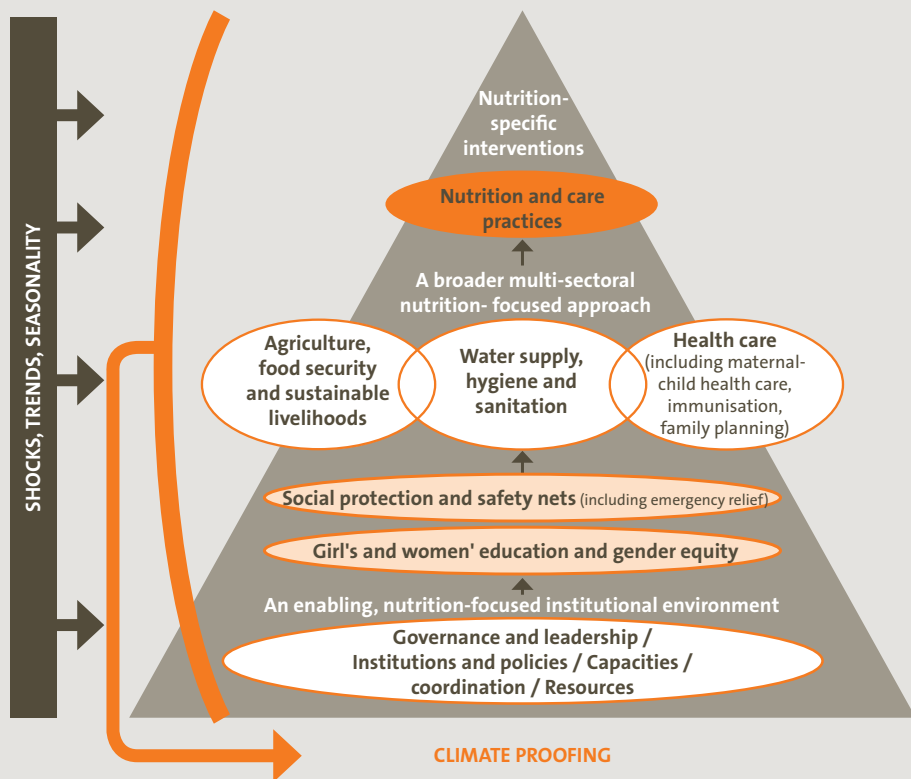 SHOCKS, TRENDS, SEASONALITY
Nutrition-
specific
interventions
Nutrition and care
practices
A broader multi-sectoral
nutrition- focused approach
Agriculture,
food security
and sustainable
livelihoods
Water supply,
hygiene and
sanitation
Health care
(including maternal-
child health care,
immunisation,
family planning)
Social protection and safety nets (including emergency relief)
Girl's and women' education and gender equity
An enabling, nutrition-focused institutional environment
Governance and leadership /
Institutions and policies / Capacities /
coordination / Resources
CLIMATE PROOFING